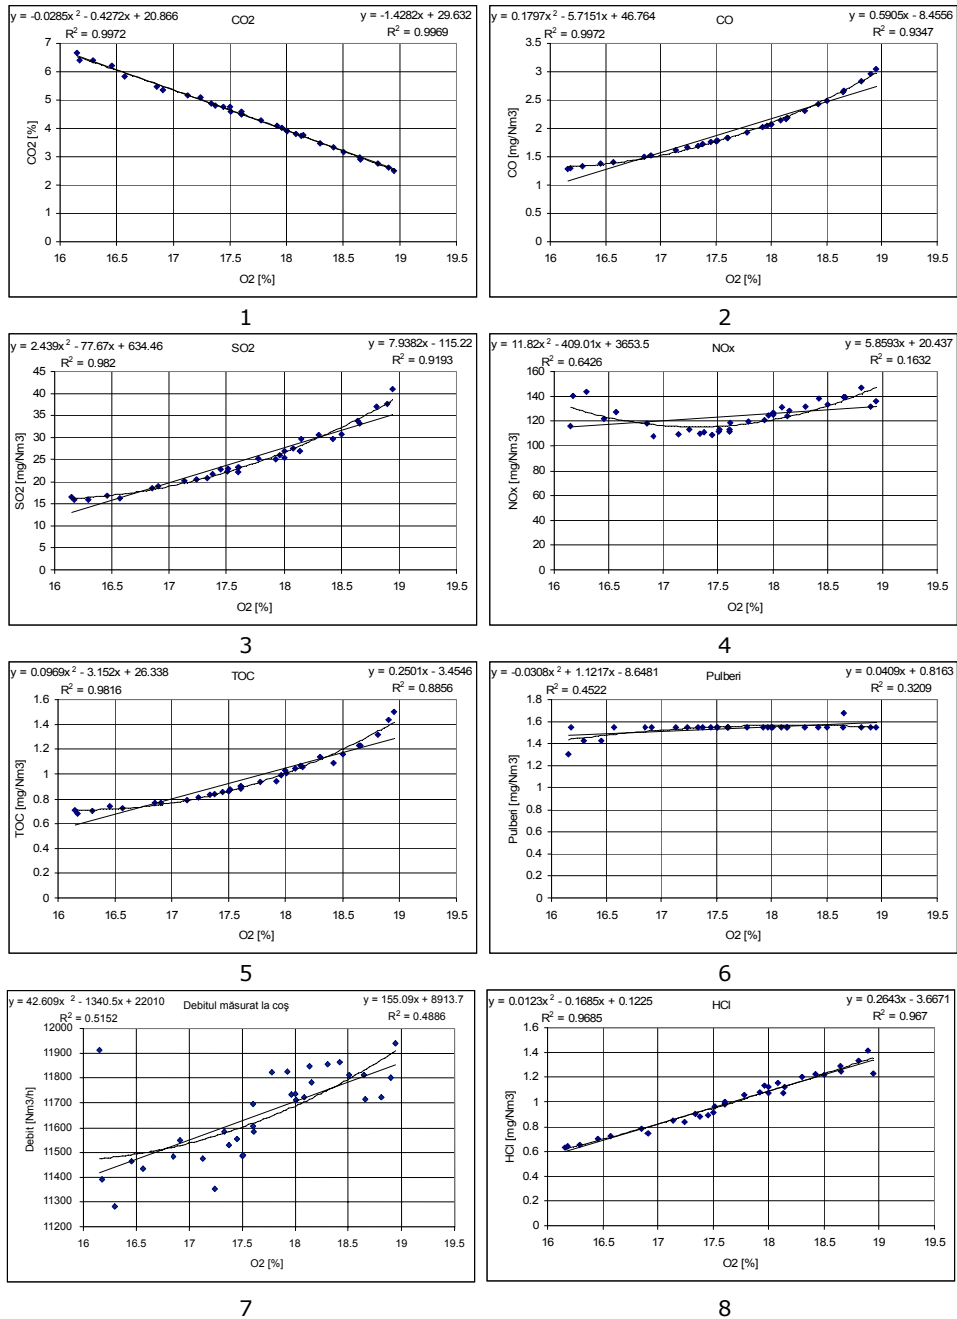 y = -0.0285x² - 0.4272x + 20.866 CO2 y = -1.4282x + 29.632
R² = 0.9972 R² = 0.9969
7
6
5
4
3
2
1
0
CO2 [%]
16 16.5 17 17.5 18 18.5 19 19.5
O2 [%]
1
y = 0.1797x² - 5.7151x + 46.764 CO y = 0.5905x - 8.4556
R² = 0.9972 R² = 0.9347
3.5
3
2.5
2
1.5
1
0.5
0
CO [mg/Nm3]
16 16.5 17 17.5 18 18.5 19 19.5
O2 [%]
2
y = 2.439x² - 77.67x + 634.46 SO2 y = 7.9382x - 115.22
R² = 0.982 R² = 0.9193
45
40
35
30
25
20
15
10
5
0
SO2 [mg/Nm3]
16 16.5 17 17.5 18 18.5 19 19.5
O2 [%]
3
y = 11.82x² - 409.01x + 3653.5 NOx y = 5.8593x + 20.437
R² = 0.6426 R² = 0.1632
160
140
120
100
80
60
40
20
0
NOx [mg/Nm3]
16 16.5 17 17.5 18 18.5 19 19.5
O2 [%]
4
y = 0.0969x² - 3.152x + 26.338 TOC y = 0.2501x - 3.4546
R² = 0.9816 R² = 0.8856
1.6
1.4
1.2
1
0.8
0.6
0.4
0.2
0
TOC [mg/Nm3]
16 16.5 17 17.5 18 18.5 19 19.5
O2 [%]
5
y = -0.0308x² + 1.1217x - 8.6481 Pulberi y = 0.0409x + 0.8163
R² = 0.4522 R² = 0.3209
1.8
1.6
1.4
1.2
1
0.8
0.6
0.4
0.2
0
Pulberi [mg/Nm3]
16 16.5 17 17.5 18 18.5 19 19.5
O2 [%]
6
y = 42.609x² - 1340.5x + 22010 Debitul măsurat la coş y = 155.09x + 8913.7
R² = 0.5152 R² = 0.4886
12000
11900
11800
11700
11600
11500
11400
11300
11200
Debit [Nm3/h]
16 16.5 17 17.5 18 18.5 19 19.5
O2 [%]
7
y = 0.0123x² - 0.1685x + 0.1225 HCl y = 0.2643x - 3.6671
R² = 0.9685 R² = 0.967
1.6
1.4
1.2
1
0.8
0.6
0.4
0.2
0
HCl [mg/Nm3]
16 16.5 17 17.5 18 18.5 19 19.5
O2 [%]
8